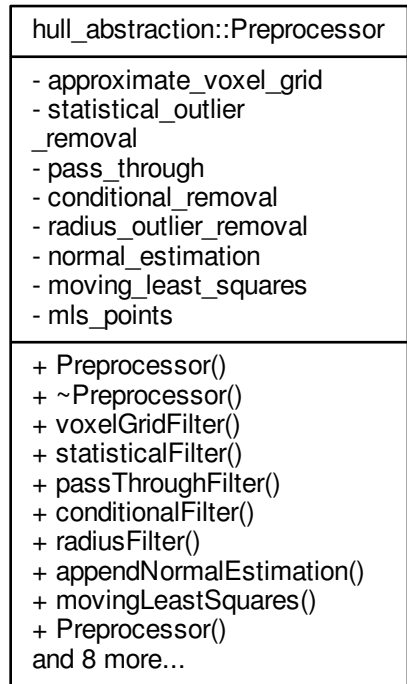 hull_abstraction::Preprocessor
- approximate_voxel_grid
- statistical_outlier
_removal
- pass_through
- conditional_removal
- radius_outlier_removal
- normal_estimation
- moving_least_squares
- mls_points
+ Preprocessor()
+ ~Preprocessor()
+ voxelGridFilter()
+ statisticalFilter()
+ passThroughFilter()
+ conditionalFilter()
+ radiusFilter()
+ appendNormalEstimation()
+ movingLeastSquares()
+ Preprocessor()
and 8 more...